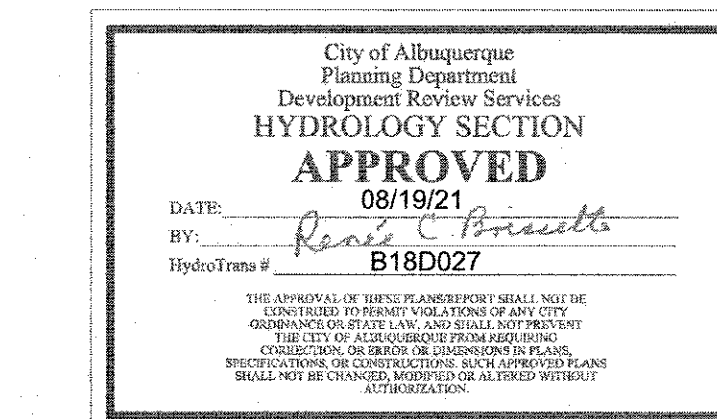 City of Albuquerque
Planning Department
Development Review Services
HYDROLOGY SECTION
APPROVED
DATE: 08/19/21
BY: Renée C Brissette
HydroTrans # B18D027
THE APPROVAL OF THESE PLANS/REPORT SHALL NOT BE
CONSTRUED TO PERMIT VIOLATIONS OF ANY CITY
ORDINANCE OR STATE LAW, AND SHALL NOT PREVENT
THE CITY OF ALBUQUERQUE FROM REQUIRING
CORRECTION, OR ERROR OR DIMENSIONS IN PLANS,
SPECIFICATIONS, OR CONSTRUCTIONS. SUCH APPROVED PLANS
SHALL NOT BE CHANGED, MODIFIED OR ALTERED WITHOUT
AUTHORIZATION.